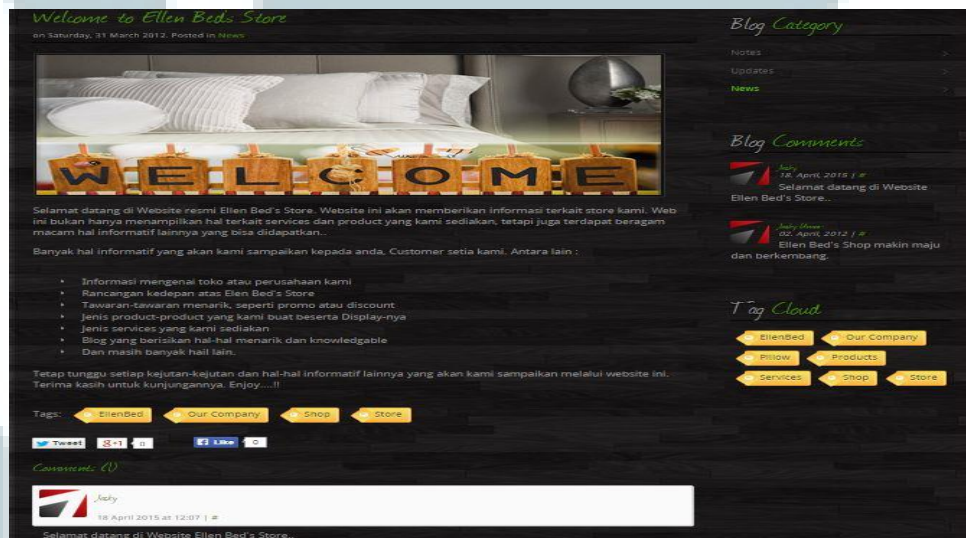 Welcome to Ellen Bed's Store
on Saturday, 31 March 2012. Posted in News
WELCOME
Selamat datang di Website resmi Ellen Bed's Store. Website ini akan memberikan informasi terkait store kami. Web
ini bukan hanya menampilkan hal terkait services dan product yang kami sediakan, tetapi juga terdapat beragam
macam hal informatif lainnya yang bisa didapatkan..
Banyak hal informatif yang akan kami sampaikan kepada anda, Customer setia kami. Antara lain :
• Informasi mengenai toko atau perusahaan kami
• Rancangan kedepan atas Elen Bed's Store
• Tawaran-tawaran menarik, seperti promo atau discount
• Jenis product-product yang kami buat beserta Display-nya
• Jenis services yang kami sediakan
• Blog yang berisikan hal-hal menarik dan knowledgable
• Dan masih banyak hail lain.
Tetap tunggu setiap kejutan-kejutan dan hal-hal informatif lainnya yang akan kami sampaikan melalui website ini.
Terima kasih untuk kunjungannya. Enjoy....!!
Tags: EllenBed Our Company Shop Store
Tweet g+1 0 Like 0
Comments (1)
Jecky
18 April 2015 at 12:07 | #
Selamat datang di Website Ellen Bed's Store..
Blog Category
Notes
Updates
News
Blog Comments
Jecky
18. April, 2015 | #
Selamat datang di Website
Ellen Bed's Store..
02. April, 2012 | #
Ellen Bed's Shop makin maju
dan berkembang.
Tag Cloud
EllenBed Our Company
Pillow Products
Services Shop Store